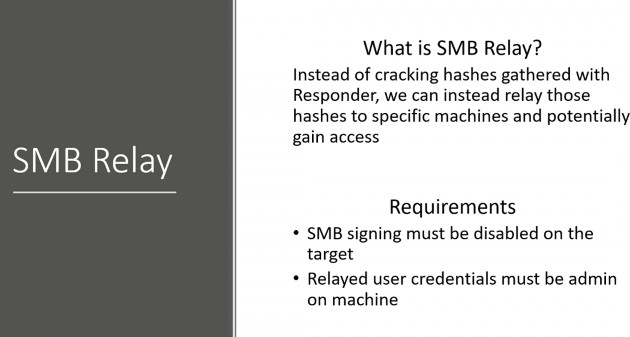 SMB Relay
What is SMB Relay?
Instead of cracking hashes gathered with
Responder, we can instead relay those
hashes to specific machines and potentially
gain access
Requirements
• SMB signing must be disabled on the
target
• Relayed user credentials must be admin
on machine